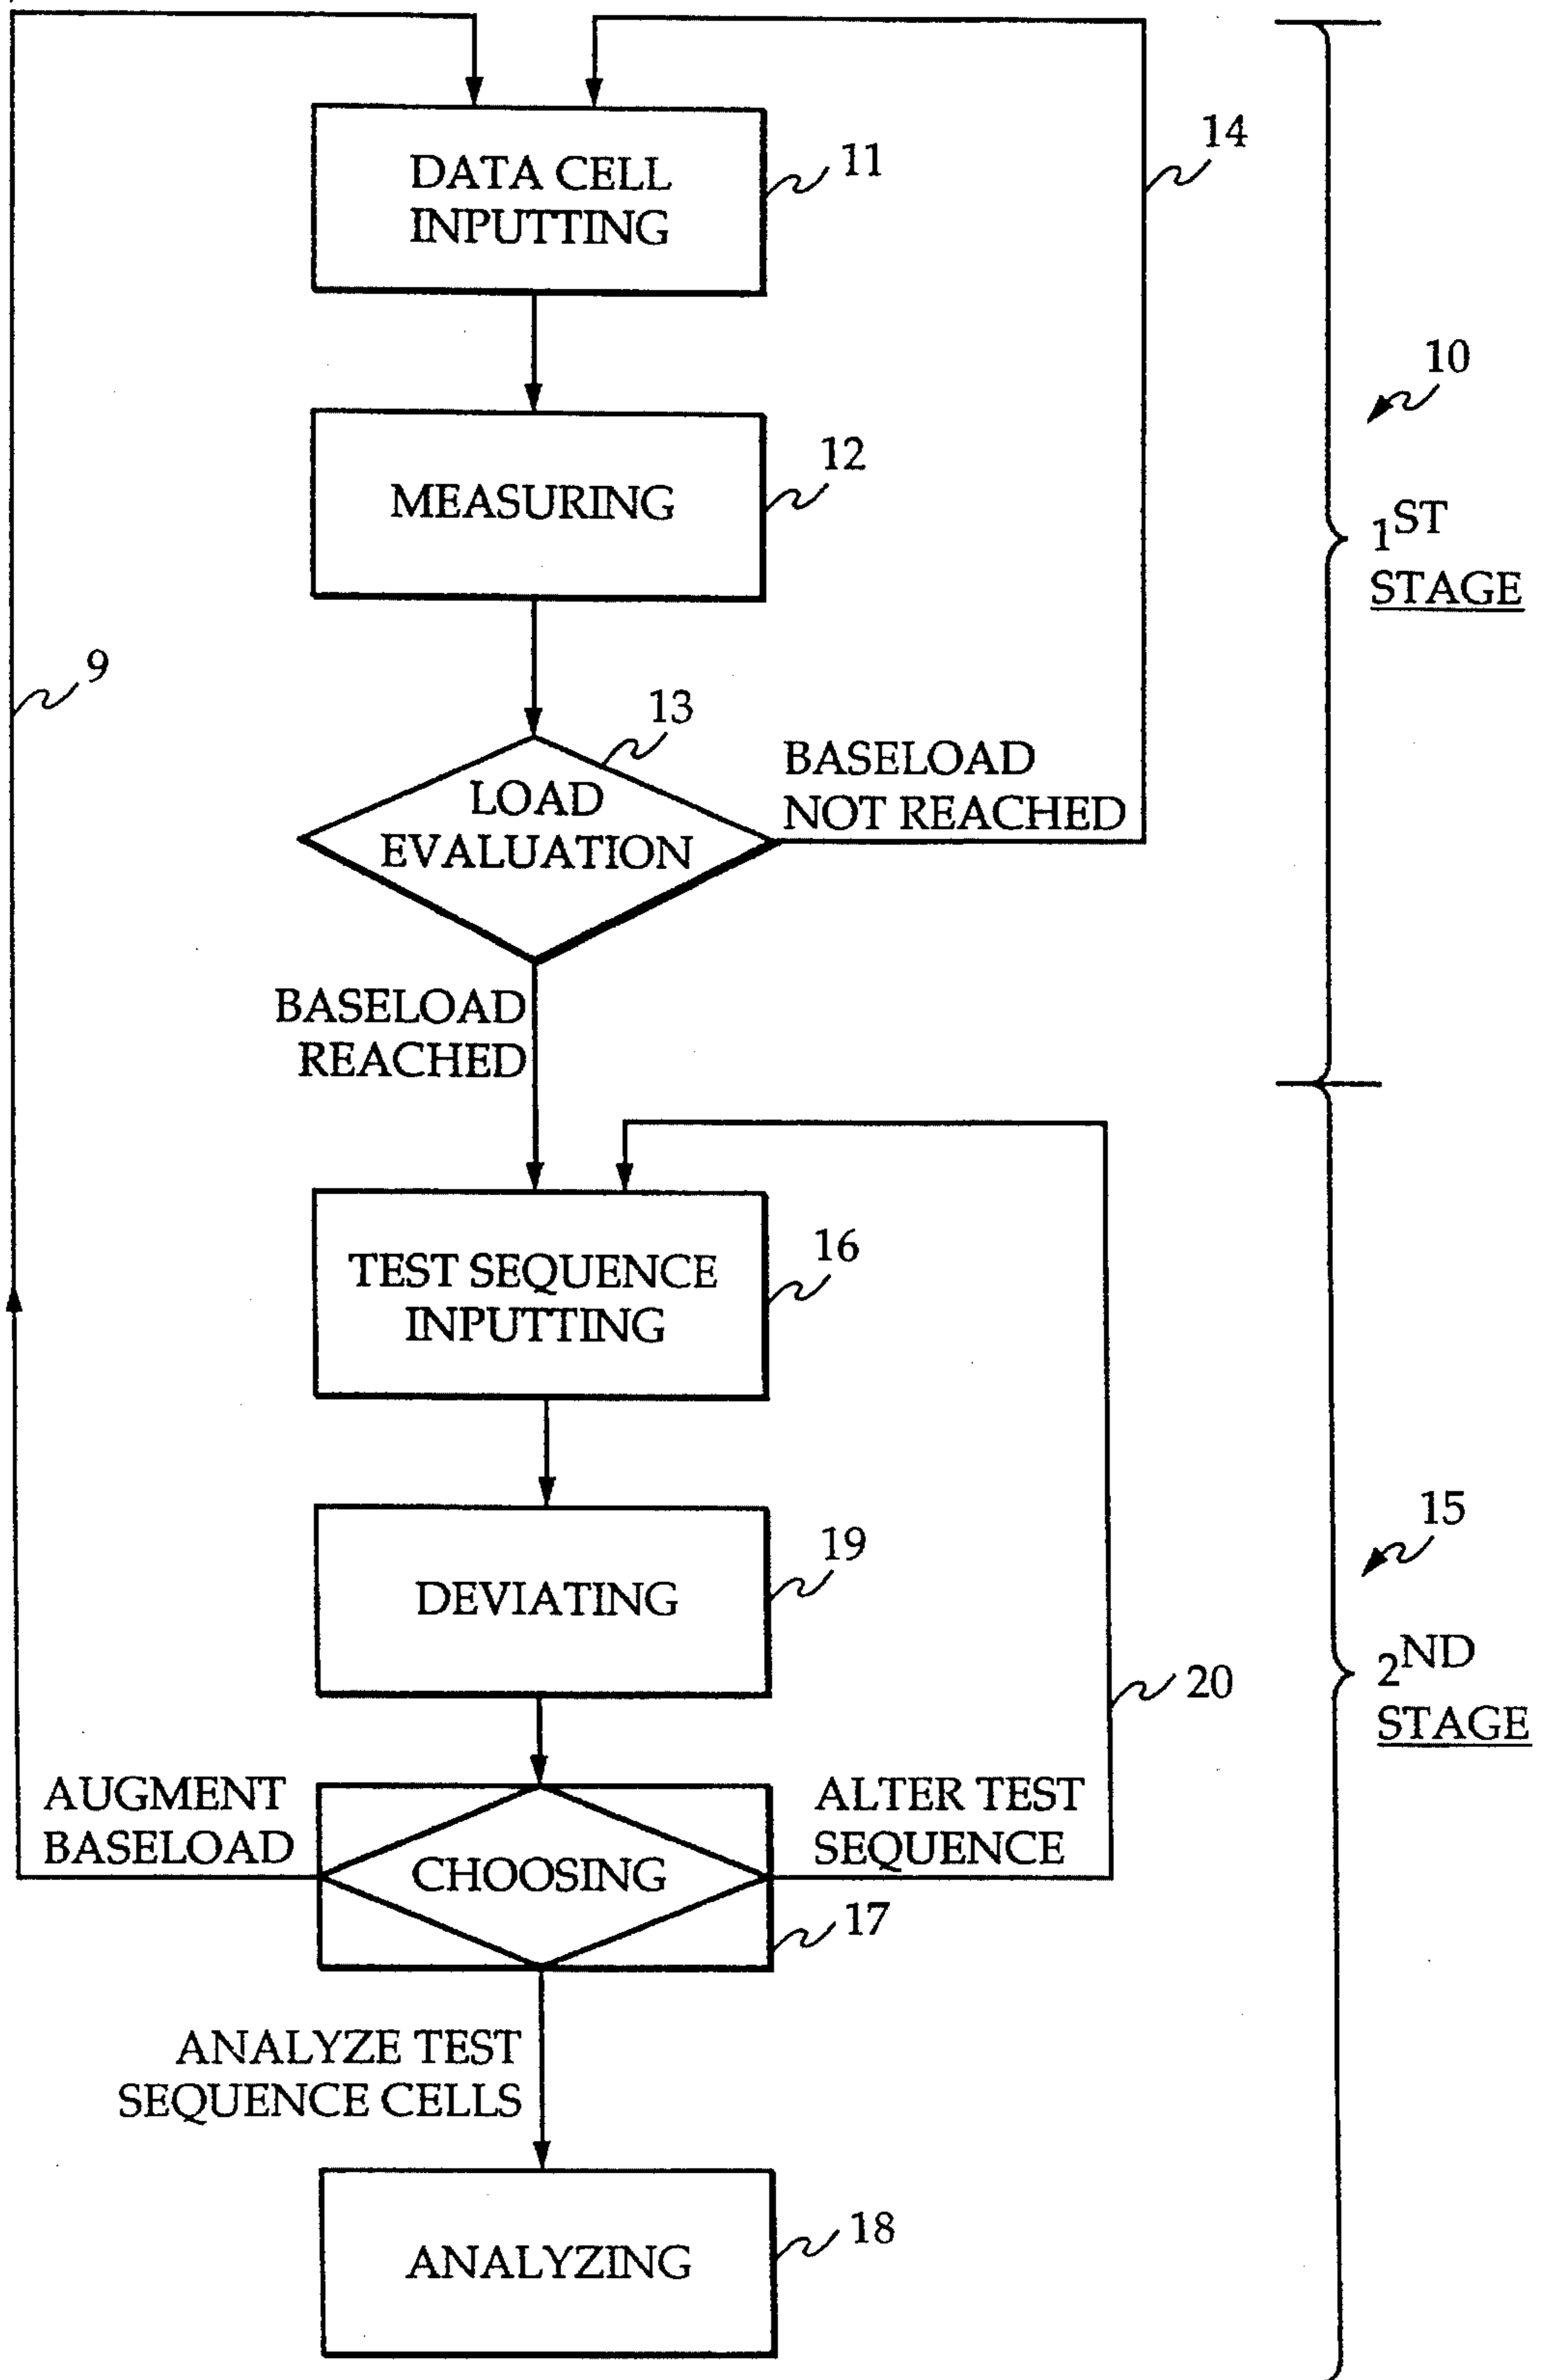 DATA CELL
INPUTTING
11
14
10
MEASURING
12
1ST
STAGE
9
13
LOAD
EVALUATION
BASELOAD
NOT REACHED
BASELOAD
REACHED
TEST SEQUENCE
INPUTTING
16
DEVIATING
19
15
2ND
STAGE
20
AUGMENT
BASELOAD
CHOOSING
ALTER TEST
SEQUENCE
17
ANALYZE TEST
SEQUENCE CELLS
ANALYZING
18